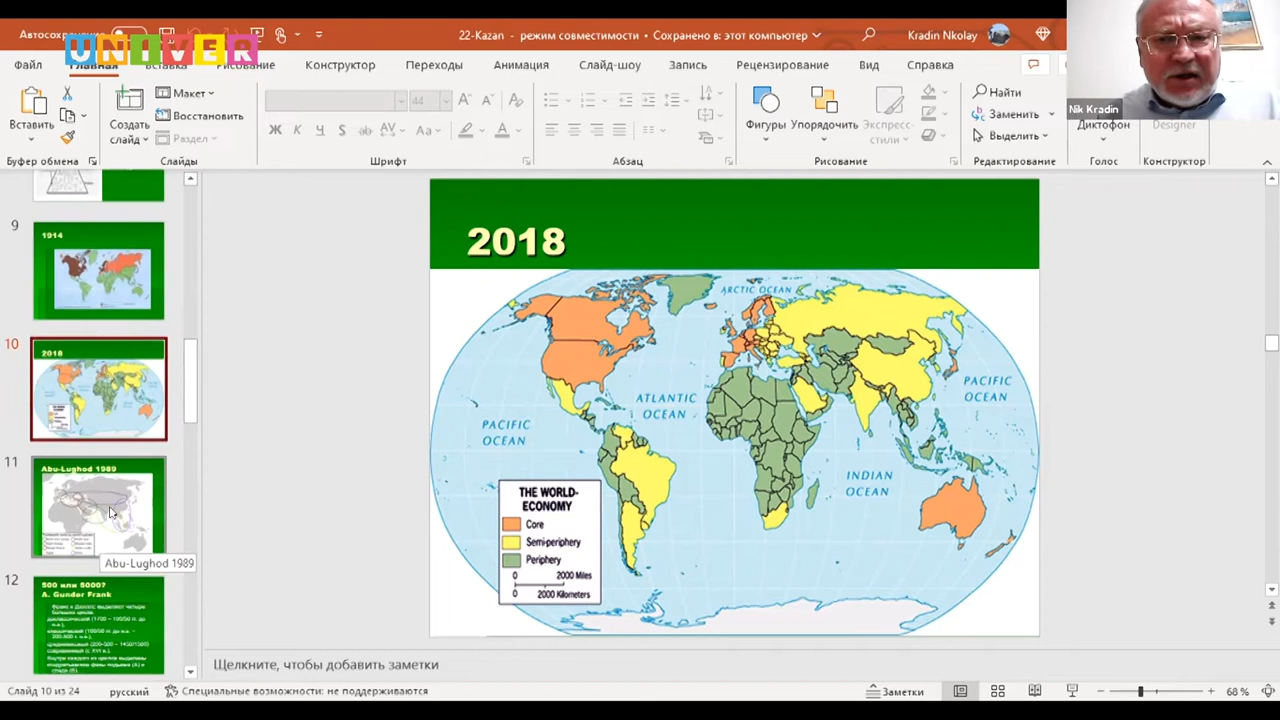 Автосохранение
UNIVER
22-Kazan - режим совместимости • Сохранено в: этот компьютер
Kradin Nkolay
Файл Главная Вставка Рисование Конструктор Переходы Анимация Слайд-шоу Запись Рецензирование Вид Справка
Nik Kradin
Вставить
Создать слайд
Макет
Восстановить
Раздел
44
Ж К Ч S ab AV Aa А
Фигуры
Упорядочить
Экспресс-стили
Найти
Заменить
Выделить
Диктофон
Designer
Буфер обмена
Слайды
Шрифт
Абзац
Рисование
Редактирование
Голос
Конструктор
9
1914
10
2018
11
Abu-Lughod 1989
Abu-Lughod 1989
12
500 или 5000?
A. Gunder Frank
2018
ARCTIC OCEAN
ATLANTIC
OCEAN
PACIFIC
OCEAN
PACIFIC
OCEAN
INDIAN
OCEAN
THE WORLD-
ECONOMY
Core
Semi-periphery
Periphery
0 2000 Miles
0 2000 Kilometers
Щелкните, чтобы добавить заметки
Слайд 10 из 24
русский
Специальные возможности: не поддерживаются
Заметки
68 %